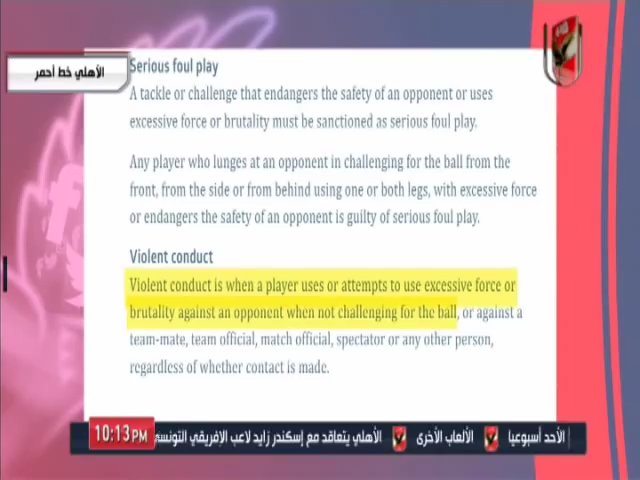 الأهلي خط أحمر
Serious foul play
A tackle or challenge that endangers the safety of an opponent or uses
excessive force or brutality must be sanctioned as serious foul play.
Any player who lunges at an opponent in challenging for the ball from the
front, from the side or from behind using one or both legs, with excessive force
or endangers the safety of an opponent is guilty of serious foul play.
Violent conduct
Violent conduct is when a player uses or attempts to use excessive force or
brutality against an opponent when not challenging for the ball, or against a
team-mate, team official, match official, spectator or any other person,
regardless of whether contact is made.
10:13 PM
الأحد أسبوعيا الألعاب الأخرى الأهلي يتعاقد مع إسكندر زايد لاعب الإفريقي التونسي